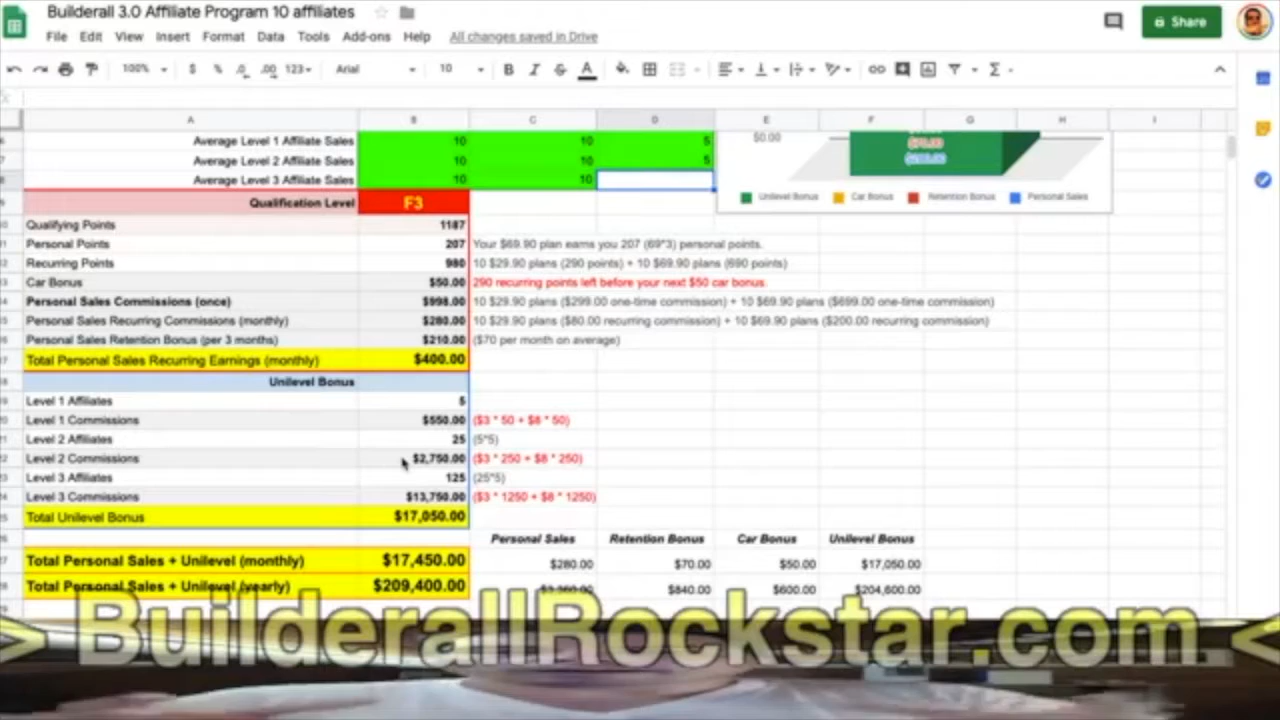 Builderall 3.0 Affiliate Program 10 affiliates
File Edit View Insert Format Data Tools Add-ons Help All changes saved in Drive
Share
100% $ % .0 .00 123 Arial 10 B I S A
A B C D E F G H I
Average Level 1 Affiliate Sales 10 10 5
Average Level 2 Affiliate Sales 10 10 5
Average Level 3 Affiliate Sales 10 10
$0.00
Unilevel Bonus Car Bonus Retention Bonus Personal Sales
Qualification Level F3
Qualifying Points 1187
Personal Points 207 Your $69.90 plan earns you 207 (69*3) personal points.
Recurring Points 980 10 $29.90 plans (290 points) + 10 $69.90 plans (690 points)
Car Bonus $50.00 290 recurring points left before your next $50 car bonus.
Personal Sales Commissions (once) $998.00 10 $29.90 plans ($299.00 one-time commission) + 10 $69.90 plans ($699.00 one-time commission)
Personal Sales Recurring Commissions (monthly) $280.00 10 $29.90 plans ($80.00 recurring commission) + 10 $69.90 plans ($200.00 recurring commission)
Personal Sales Retention Bonus (per 3 months) $210.00 ($70 per month on average)
Total Personal Sales Recurring Earnings (monthly) $400.00
Unilevel Bonus
Level 1 Affiliates 5
Level 1 Commissions $550.00 ($3 * 50 + $8 * 50)
Level 2 Affiliates 25 (5*5)
Level 2 Commissions $2,750.00 ($3 * 250 + $8 * 250)
Level 3 Affiliates 125 (25*5)
Level 3 Commissions $13,750.00 ($3 * 1250 + $8 * 1250)
Total Unilevel Bonus $17,050.00
Personal Sales Retention Bonus Car Bonus Unilevel Bonus
Total Personal Sales + Unilevel (monthly) $17,450.00 $280.00 $70.00 $50.00 $17,050.00
Total Personal Sales + Unilevel (yearly) $209,400.00 $3,360.00 $840.00 $600.00 $204,600.00
> BuilderallRockstar.com <